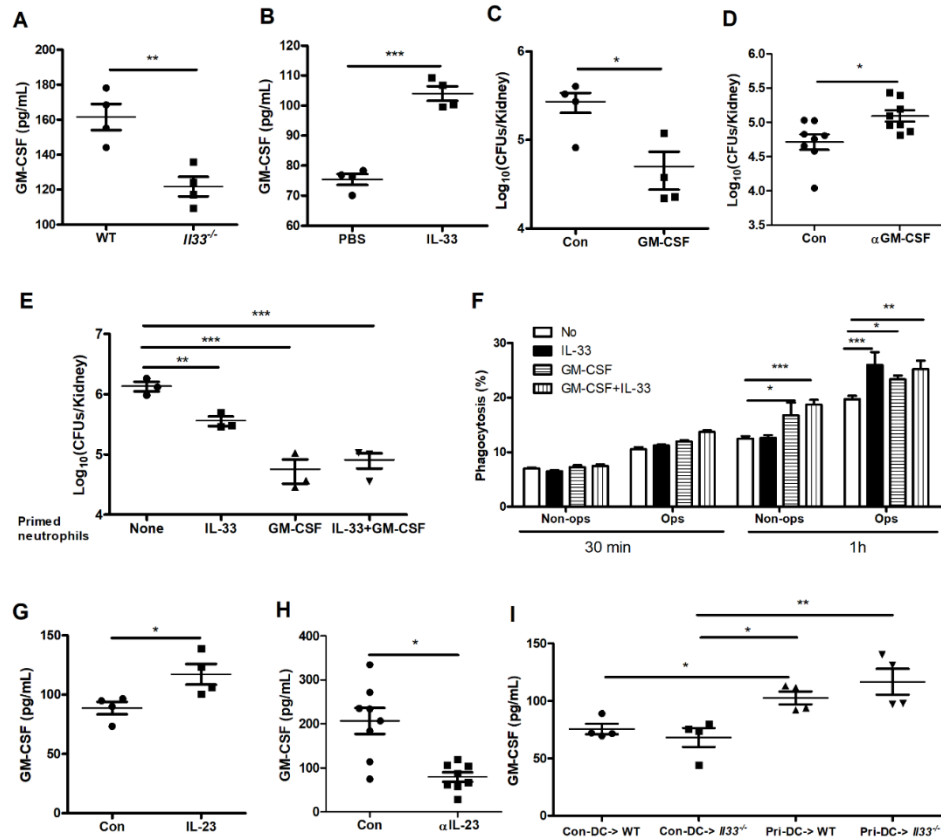 A
GM-CSF (pg/mL)
200
180
160
140
120
100
**
WT
Il33-/-
B
GM-CSF (pg/mL)
120
110
100
90
80
70
60
***
PBS
IL-33
C
Log10(CFUs/Kidney)
6
5
4
*
Con
GM-CSF
D
Log10(CFUs/Kidney)
6.0
5.5
5.0
4.5
4.0
3.5
*
Con
αGM-CSF
E
Log10(CFUs/Kidney)
7
6
5
4
***
***
**
Primed
neutrophils
None
IL-33
GM-CSF
IL-33+GM-CSF
F
Phagocytosis (%)
40
30
20
10
0
No
IL-33
GM-CSF
GM-CSF+IL-33
***
*
**
*
***
Non-ops
Ops
Non-ops
Ops
30 min
1h
G
GM-CSF (pg/mL)
150
100
50
0
*
Con
IL-23
H
GM-CSF (pg/mL)
400
300
200
100
0
*
Con
αIL-23
I
GM-CSF (pg/mL)
150
100
50
0
**
*
*
Con-DC-> WT
Con-DC-> Il33-/-
Pri-DC-> WT
Pri-DC-> Il33-/-